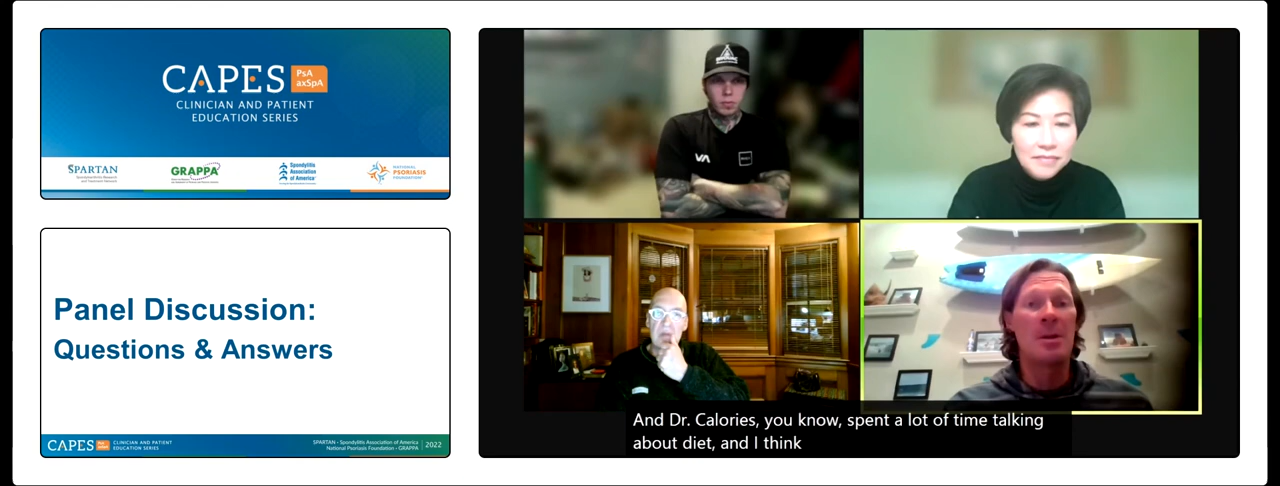 CAPES PsA
axSpA
CLINICIAN AND PATIENT
EDUCATION SERIES
SPARTAN
GRAPPA
Spondylitis
Association
of America
NATIONAL
PSORIASIS
FOUNDATION
Panel Discussion:
Questions & Answers
CAPES
CLINICIAN AND PATIENT
EDUCATION SERIES
SPARTAN - Spondylitis Association of America
National Psoriasis Foundation - GRAPPA
2022
And Dr. Calories, you know, spent a lot of time talking
about diet, and I think